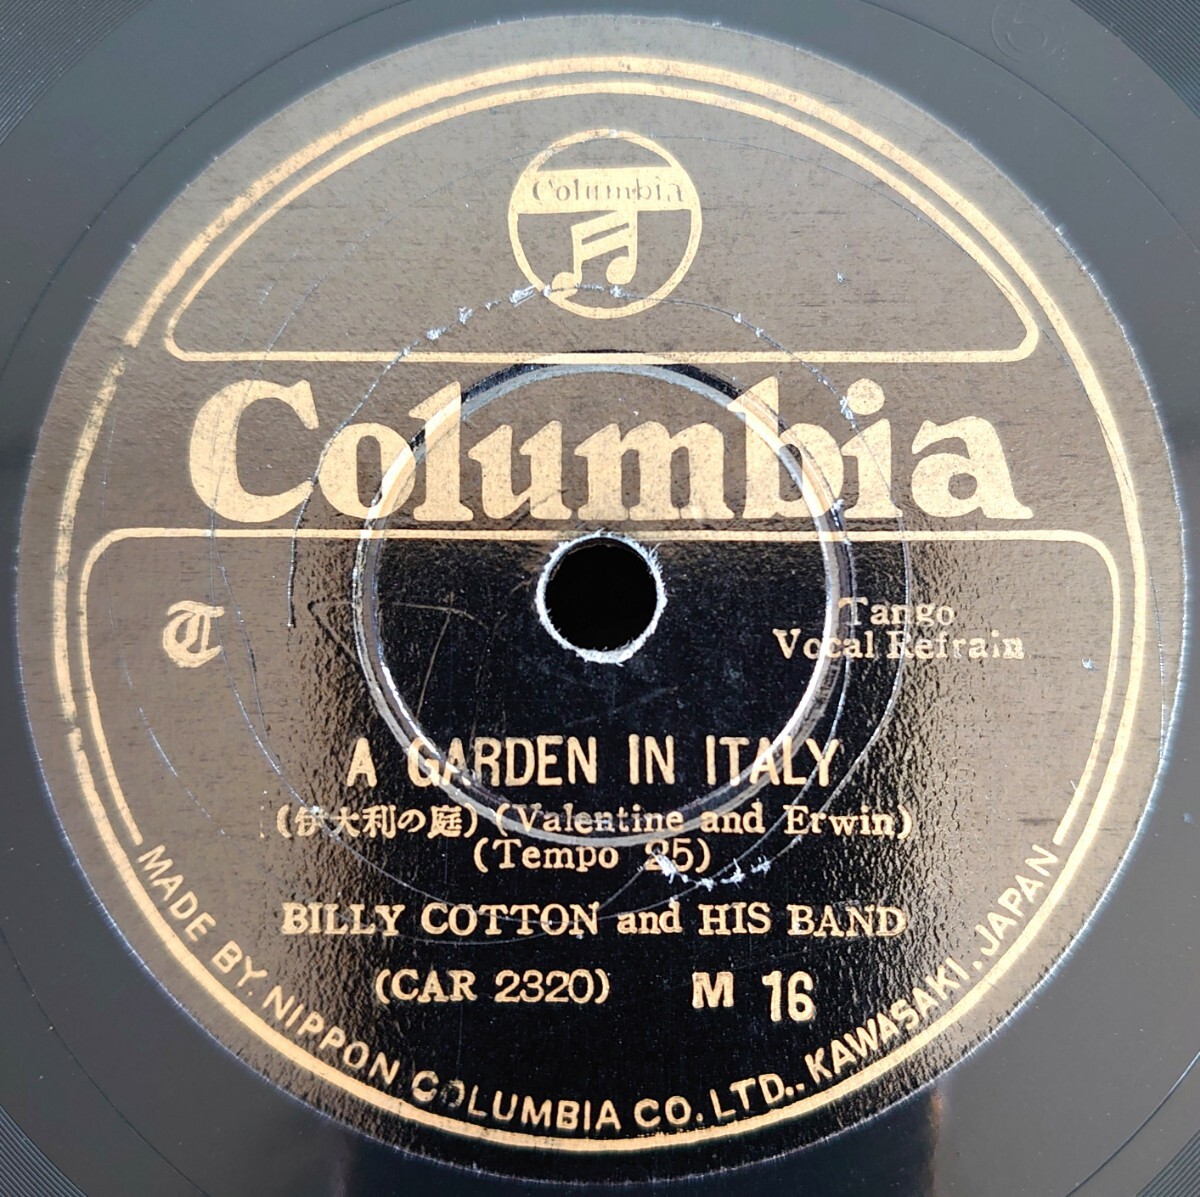 Columbia
Columbia
T
Tango
Vocal Refrain
A GARDEN IN ITALY
(伊太利の庭) (Valentine and Erwin)
(Tempo 25)
BILLY COTTON and HIS BAND
(CAR 2320) M 16
MADE BY. NIPPON COLUMBIA CO. LTD., KAWASAKI. JAPAN